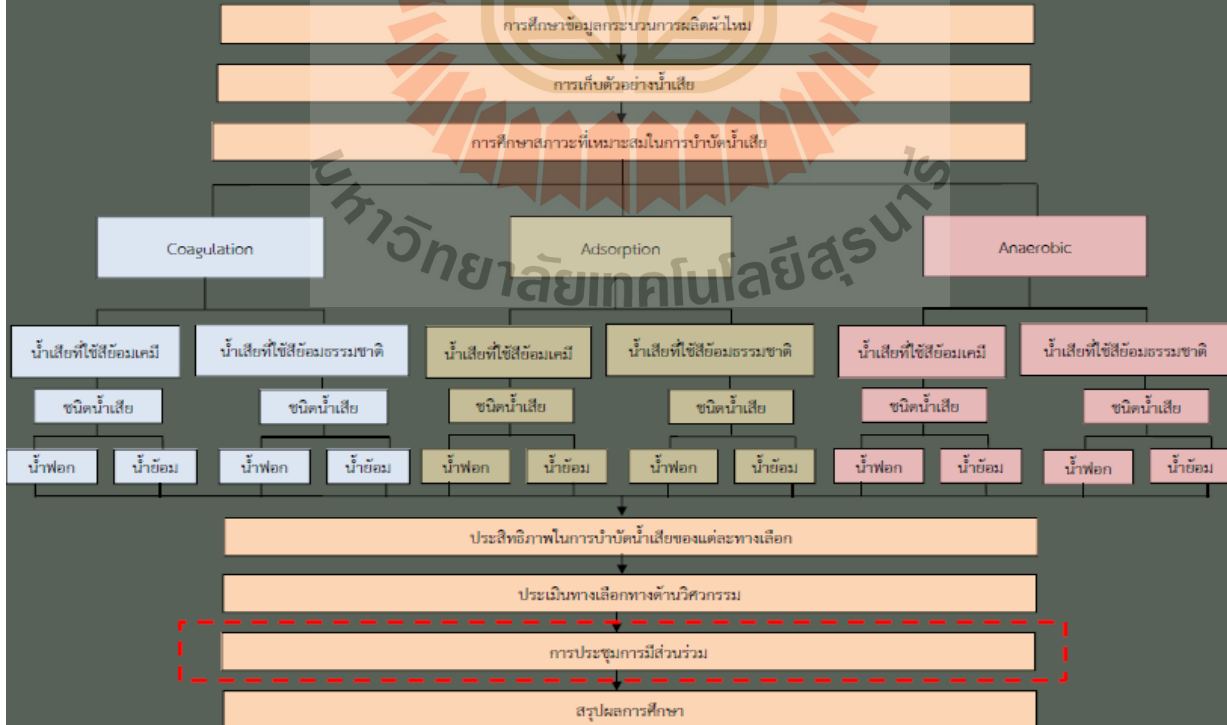 การศึกษาข้อมูลกระบวนการผลิตผ้าไหม
การเก็บตัวอย่างน้ำเสีย
การศึกษาสภาวะที่เหมาะสมในการบำบัดน้ำเสีย
มหาวิทยาลัยเทคโนโลยีสุรนารี
Coagulation Adsorption Anaerobic
น้ำเสียที่ใช้สีย้อมเคมี น้ำเสียที่ใช้สีย้อมธรรมชาติ น้ำเสียที่ใช้สีย้อมเคมี น้ำเสียที่ใช้สีย้อมธรรมชาติ น้ำเสียที่ใช้สีย้อมเคมี น้ำเสียที่ใช้สีย้อมธรรมชาติ
ชนิดน้ำเสีย ชนิดน้ำเสีย ชนิดน้ำเสีย ชนิดน้ำเสีย ชนิดน้ำเสีย ชนิดน้ำเสีย
น้ำฟอก น้ำย้อม น้ำฟอก น้ำย้อม น้ำฟอก น้ำย้อม น้ำฟอก น้ำย้อม น้ำฟอก น้ำย้อม น้ำฟอก น้ำย้อม
ประสิทธิภาพในการบำบัดน้ำเสียของแต่ละทางเลือก
ประเมินทางเลือกทางด้านวิศวกรรม
การประชุมการมีส่วนร่วม
สรุปผลการศึกษา